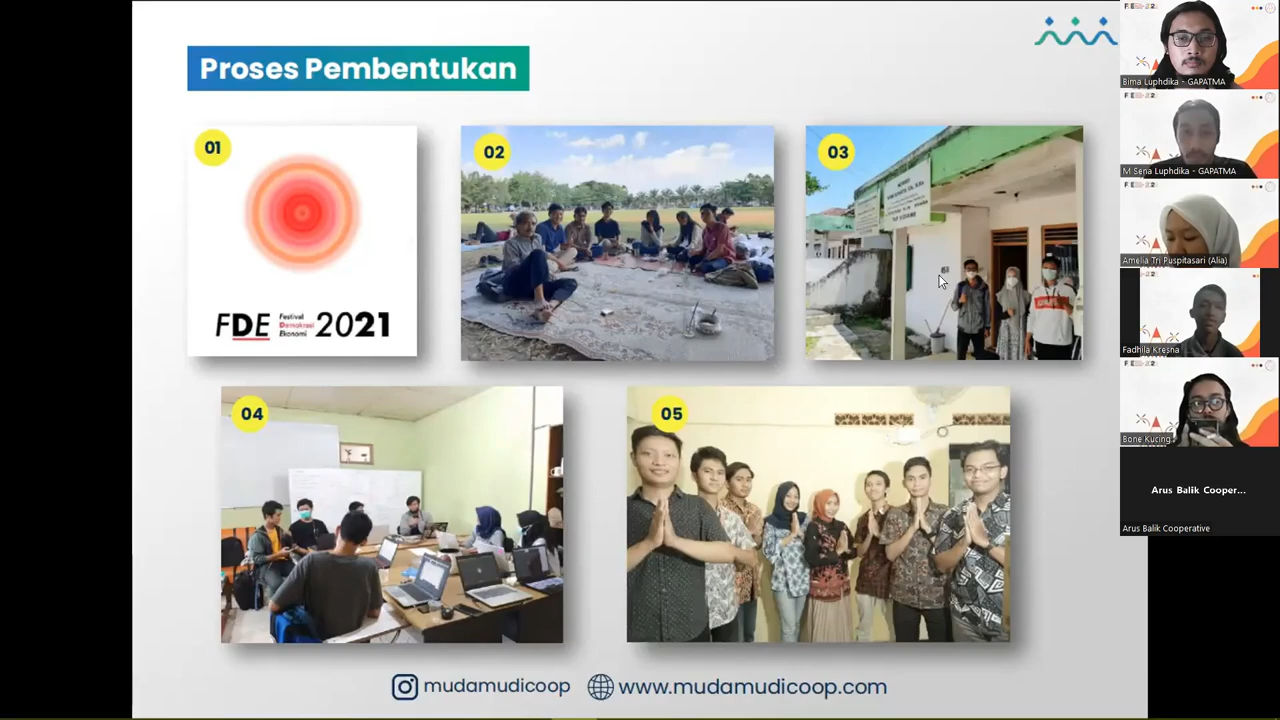 Proses Pembentukan
01
FDE Festival Demokrasi Ekonomi 2021
02
03
04
05
mudamudicoop
www.mudamudicoop.com
Bima Luphdika - GAPATMA
M Sena Luphdika - GAPATMA
Amelia Tri Puspitasari (Alia)
Fadhila Kresna
Bone Kucing
Arus Balik Cooper...
Arus Balik Cooperative